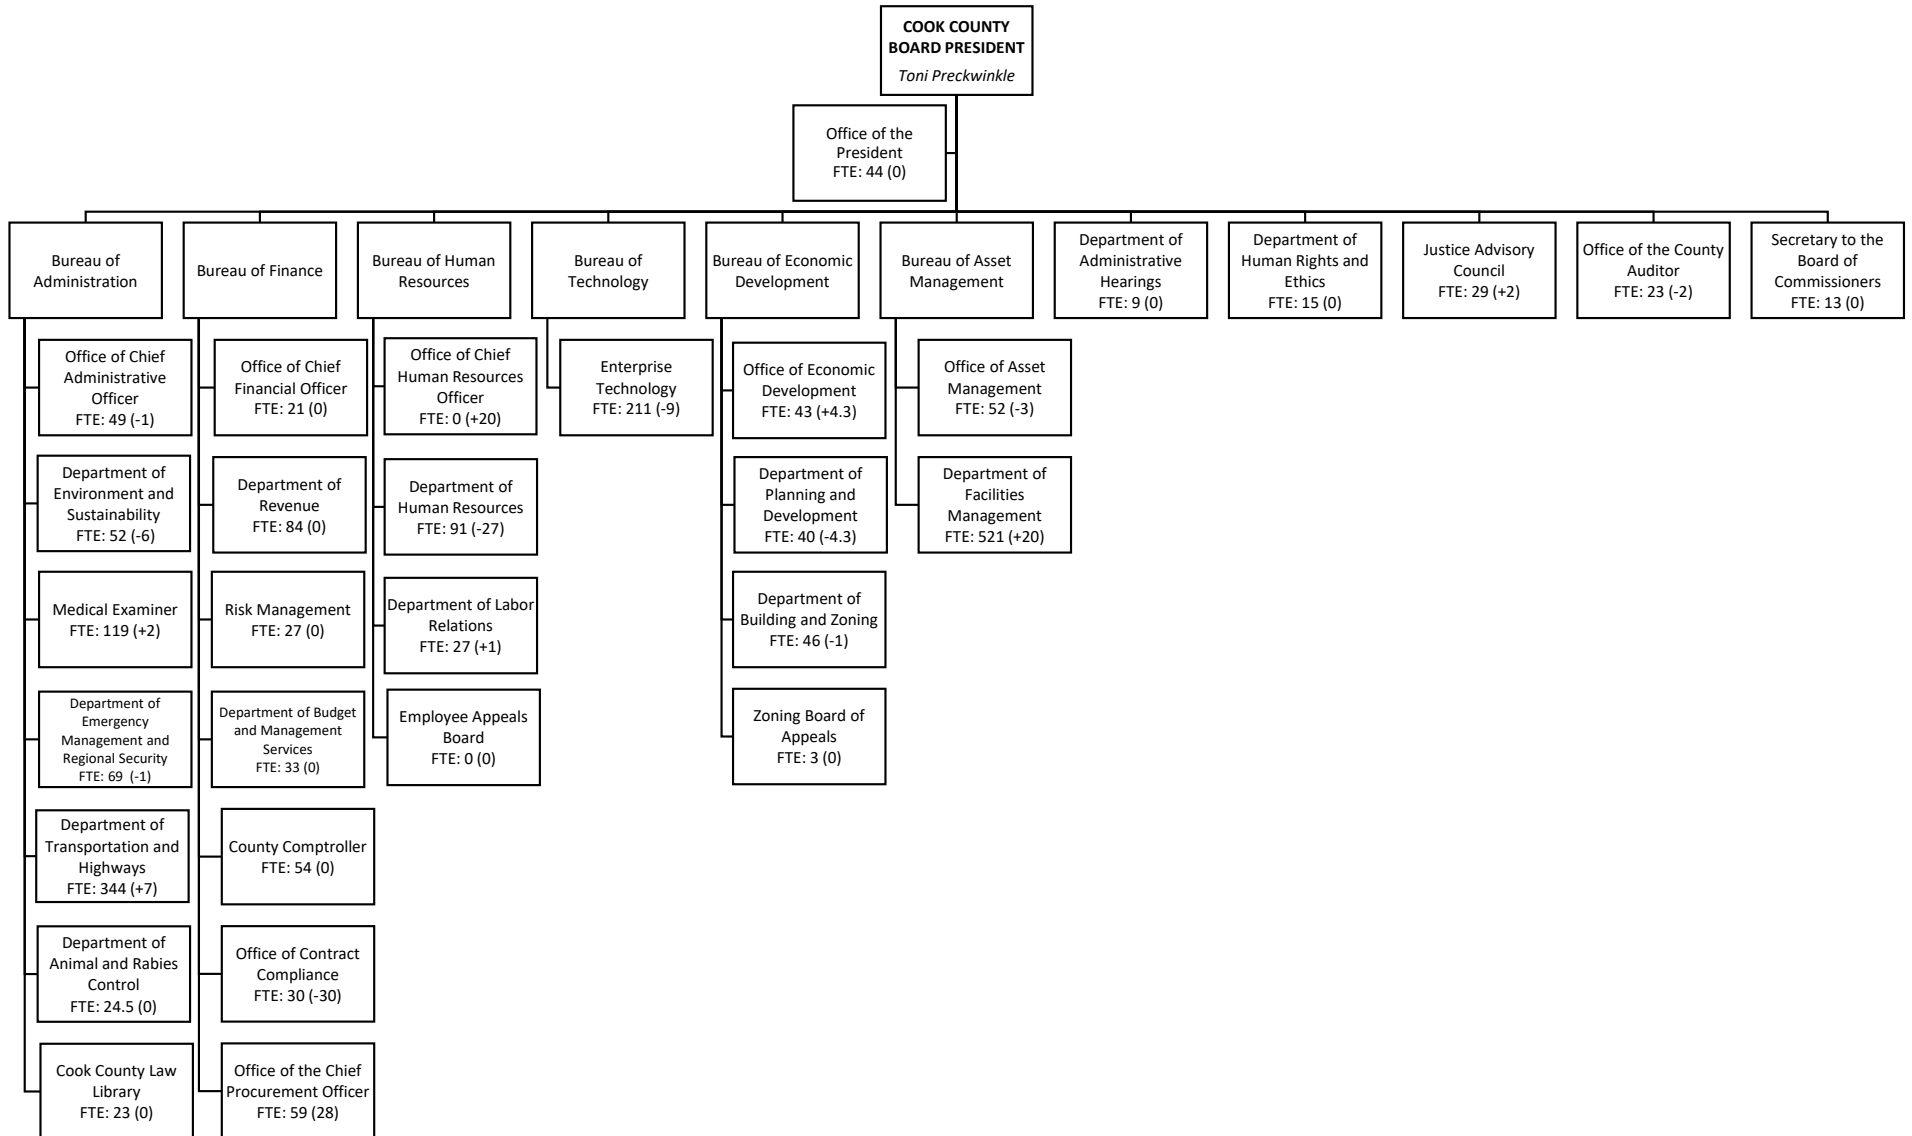 COOK COUNTY
BOARD PRESIDENT
Toni Preckwinkle
Office of the
President
FTE: 44 (0)
Bureau of
Administration
Bureau of Finance
Bureau of Human
Resources
Bureau of
Technology
Bureau of Economic
Development
Bureau of Asset
Management
Department of
Administrative
Hearings
FTE: 9 (0)
Department of
Human Rights and
Ethics
FTE: 15 (0)
Justice Advisory
Council
FTE: 29 (+2)
Office of the County
Auditor
FTE: 23 (-2)
Secretary to the
Board of
Commissioners
FTE: 13 (0)
Office of Chief
Administrative
Officer
FTE: 49 (-1)
Department of
Environment and
Sustainability
FTE: 52 (-6)
Medical Examiner
FTE: 119 (+2)
Department of
Emergency
Management and
Regional Security
FTE: 69 (-1)
Department of
Transportation and
Highways
FTE: 344 (+7)
Department of
Animal and Rabies
Control
FTE: 24.5 (0)
Cook County Law
Library
FTE: 23 (0)
Office of Chief
Financial Officer
FTE: 21 (0)
Department of
Revenue
FTE: 84 (0)
Risk Management
FTE: 27 (0)
Department of Budget
and Management
Services
FTE: 33 (0)
County Comptroller
FTE: 54 (0)
Office of Contract
Compliance
FTE: 30 (-30)
Office of the Chief
Procurement Officer
FTE: 59 (28)
Office of Chief
Human Resources
Officer
FTE: 0 (+20)
Department of
Human Resources
FTE: 91 (-27)
Department of Labor
Relations
FTE: 27 (+1)
Employee Appeals
Board
FTE: 0 (0)
Enterprise
Technology
FTE: 211 (-9)
Office of Economic
Development
FTE: 43 (+4.3)
Department of
Planning and
Development
FTE: 40 (-4.3)
Department of
Building and Zoning
FTE: 46 (-1)
Zoning Board of
Appeals
FTE: 3 (0)
Office of Asset
Management
FTE: 52 (-3)
Department of
Facilities
Management
FTE: 521 (+20)